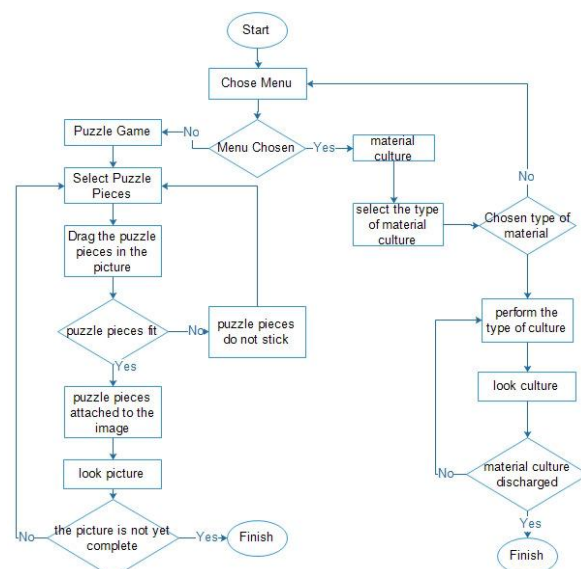 Start
Chose Menu
Menu Chosen
No
Yes
Puzzle Game
Select Puzzle
Pieces
Drag the puzzle
pieces in the
picture
puzzle pieces fit
No
puzzle pieces
do not stick
Yes
puzzle pieces
attached to the
image
look picture
the picture is not yet
complete
No
Yes
Finish
material
culture
select the type
of material
culture
Chosen type of
material
No
perform the
type of culture
look culture
material culture
discharged
No
Yes
Finish